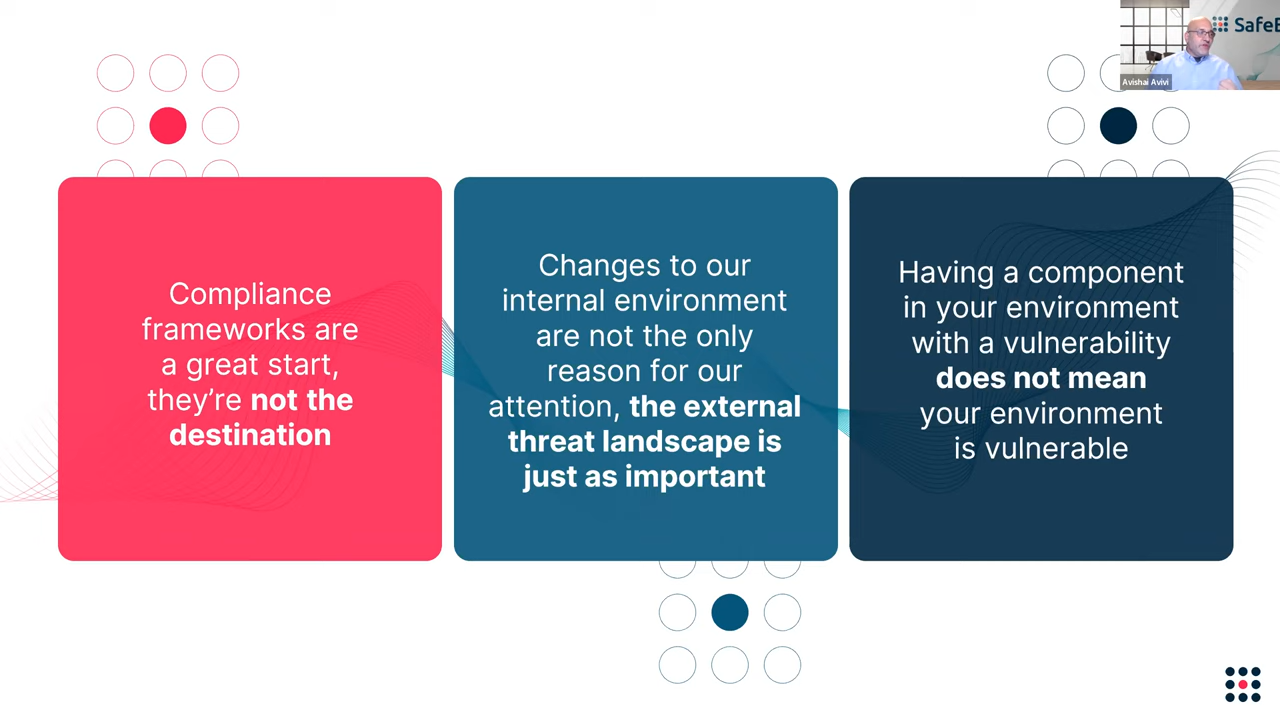 SafeB
Avishai Avivi
Compliance
frameworks are
a great start,
they’re not the
destination
Changes to our
internal environment
are not the only
reason for our
attention, the external
threat landscape is
just as important
Having a component
in your environment
with a vulnerability
does not mean
your environment
is vulnerable